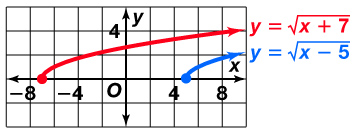 y
4
y = √(x + 7)
y = √(x − 5)
x
−8 −4 O 4 8